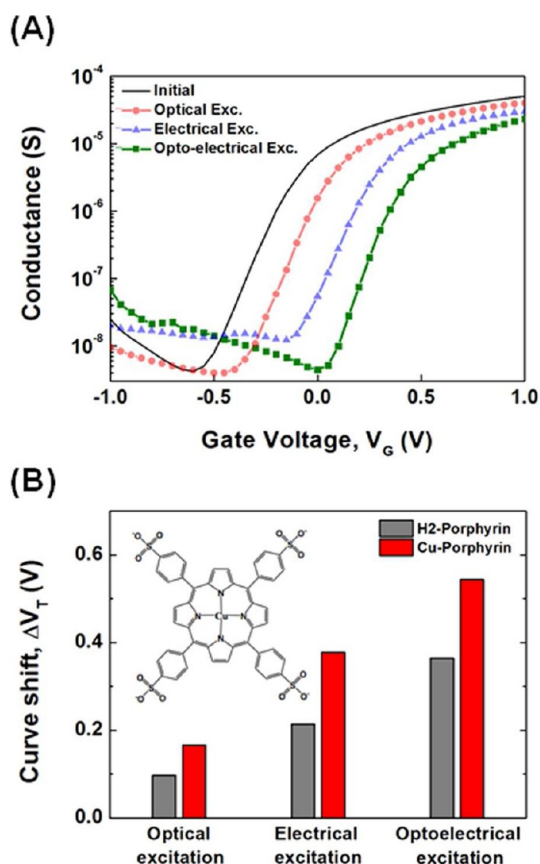 (A)
10⁻⁴
10⁻⁵
10⁻⁶
10⁻⁷
10⁻⁸
Conductance (S)
Initial
Optical Exc.
Electrical Exc.
Opto-electrical Exc.
-1.0 -0.5 0.0 0.5 1.0
Gate Voltage, V_G (V)
(B)
0.6
0.4
0.2
0.0
Curve shift, ΔV_T (V)
H2-Porphyrin
Cu-Porphyrin
⁻O O S O
O S O O⁻
N
N Cu N
N
O S O ⁻O
O S O O⁻
Optical Electrical Optoelectrical
excitation excitation excitation